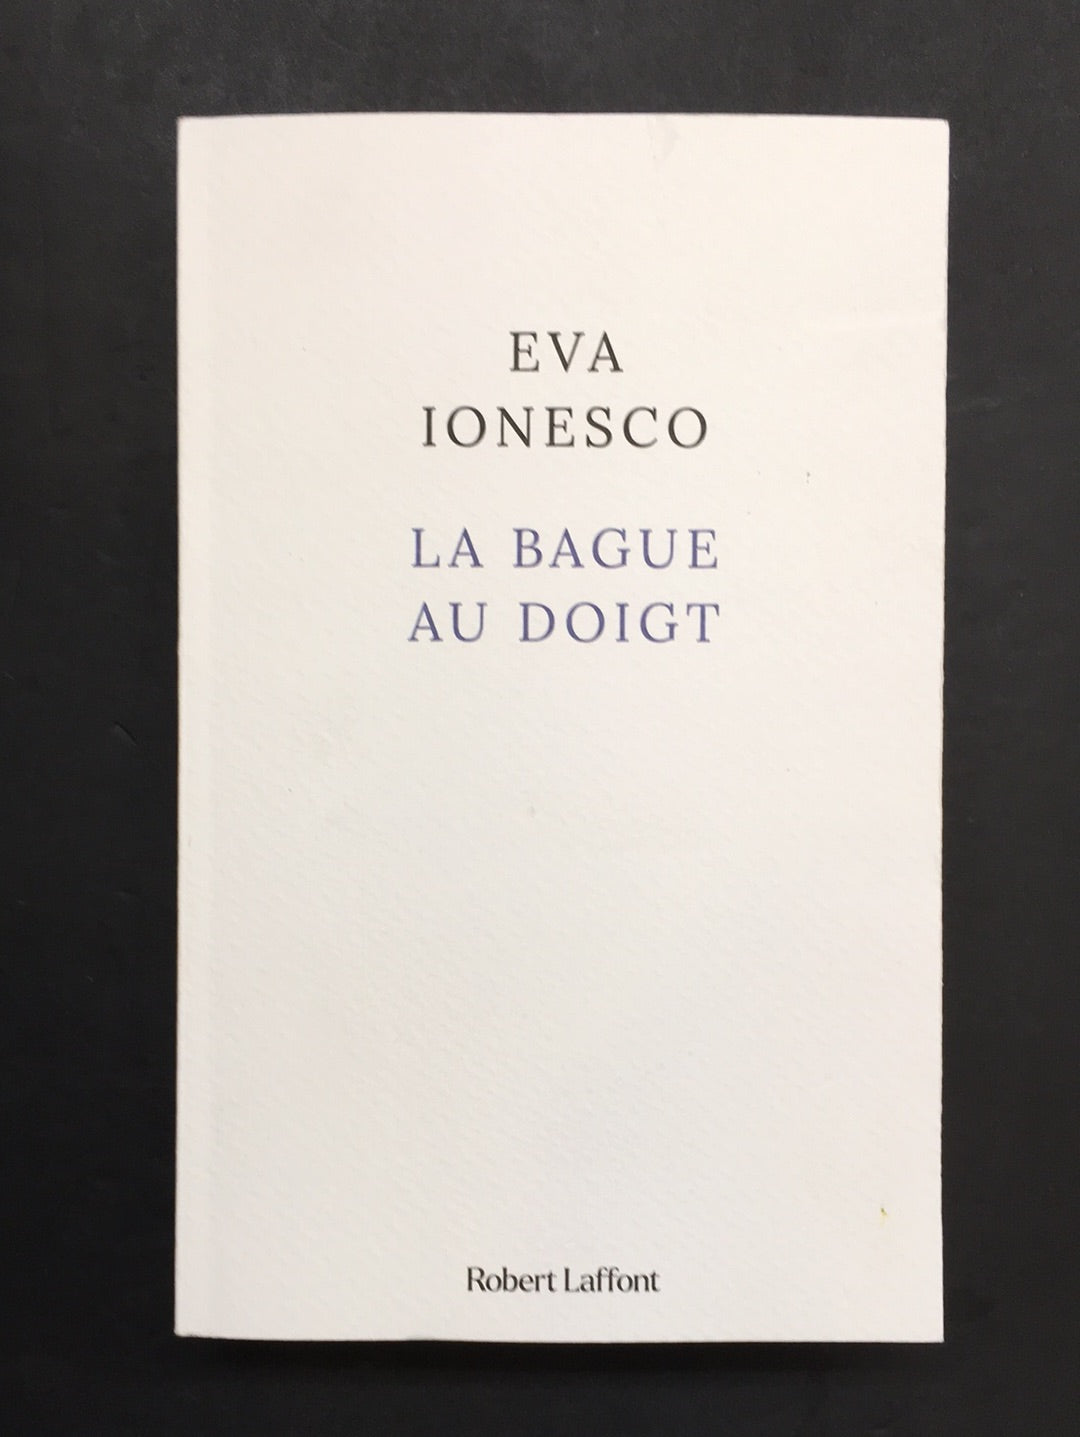 EVA
IONESCO
LA BAGUE
AU DOIGT
Robert Laffont